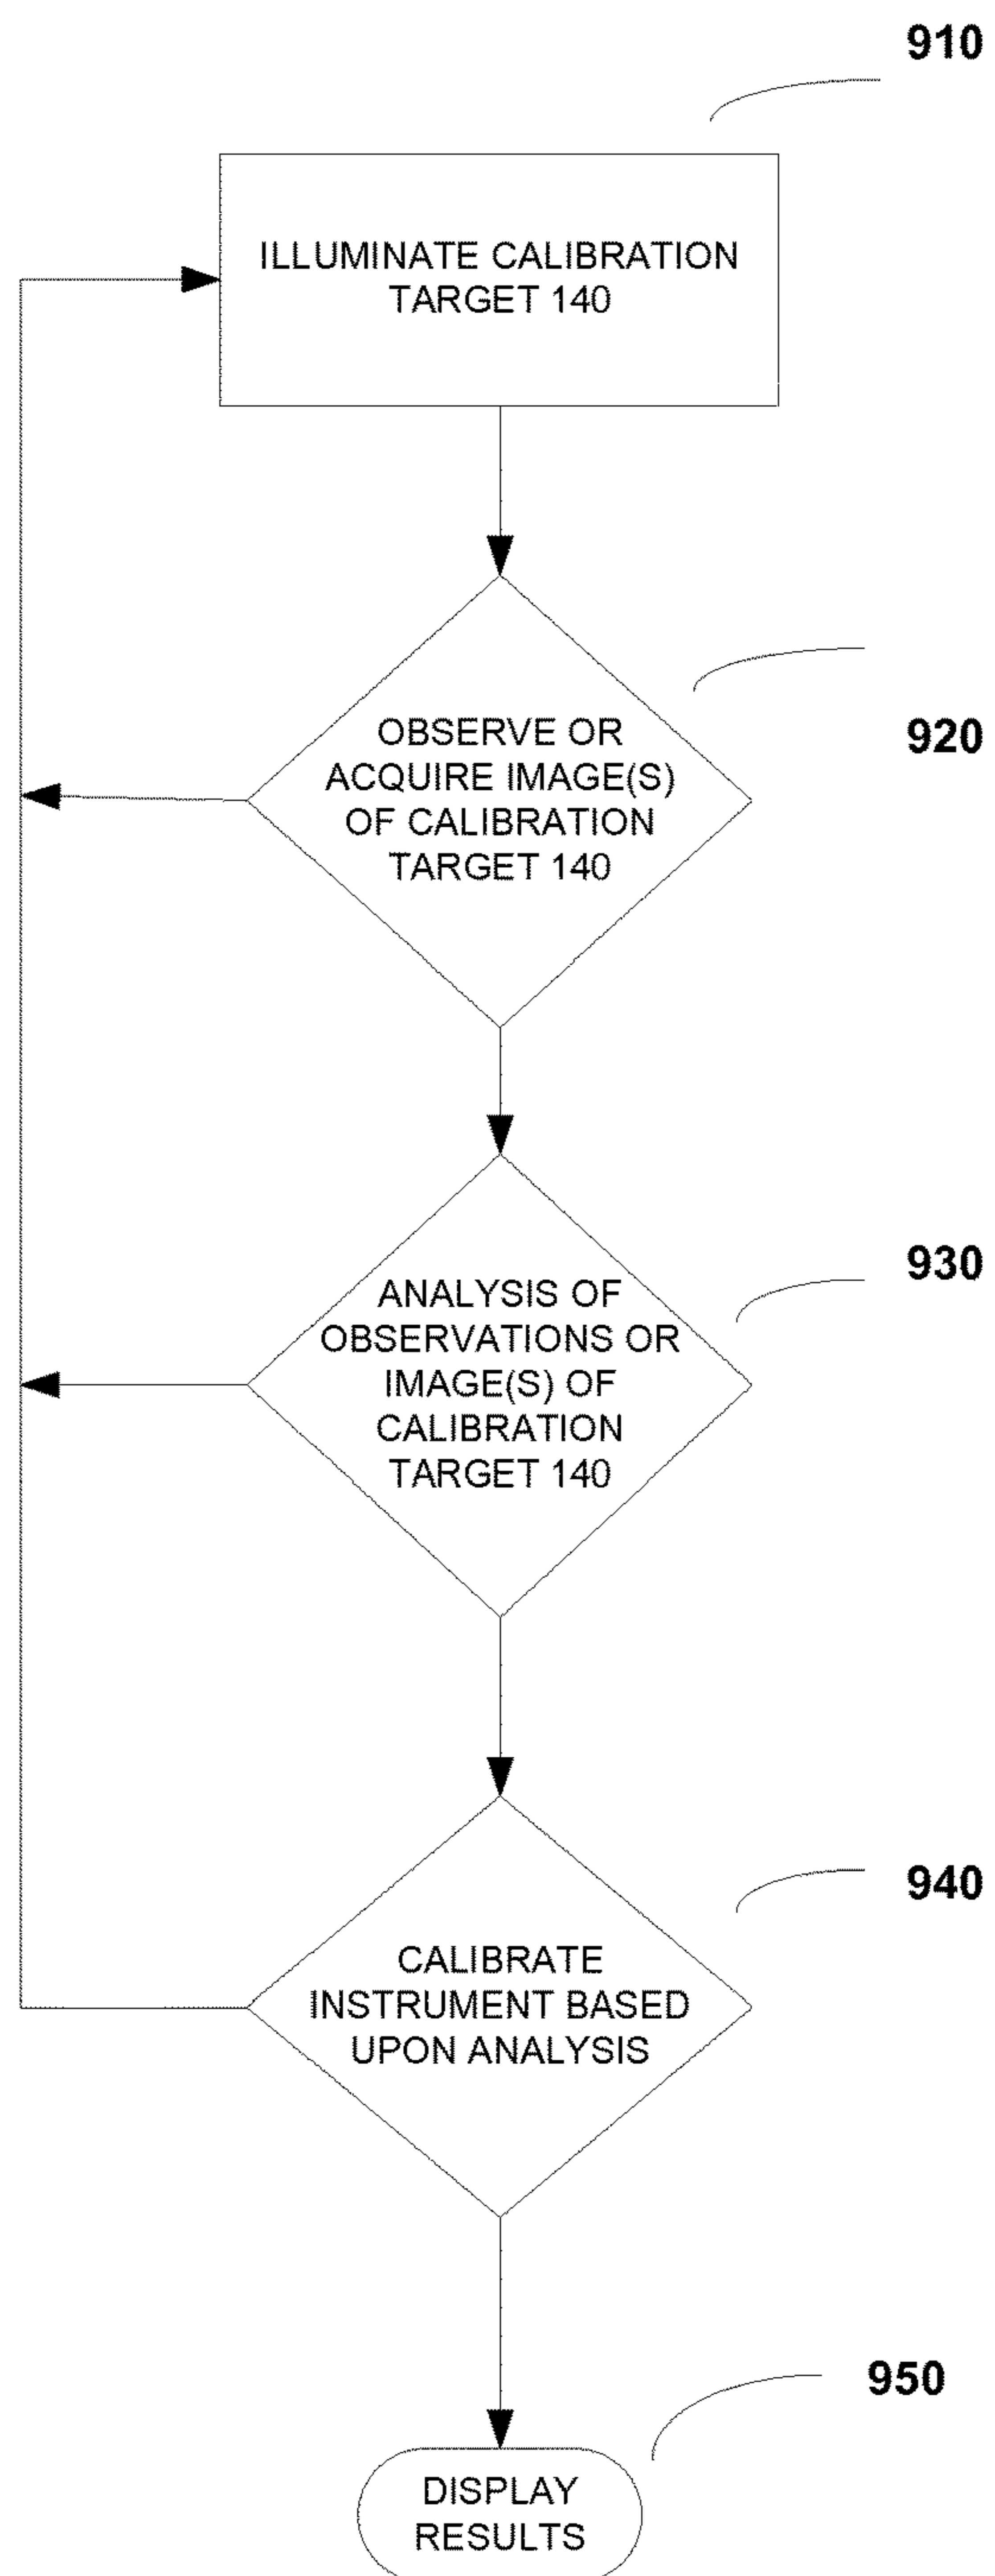 910
ILLUMINATE CALIBRATION
TARGET 140
OBSERVE OR
ACQUIRE IMAGE(S)
OF CALIBRATION
TARGET 140
920
930
ANALYSIS OF
OBSERVATIONS OR
IMAGE(S) OF
CALIBRATION
TARGET 140
940
CALIBRATE
INSTRUMENT BASED
UPON ANALYSIS
950
DISPLAY
RESULTS